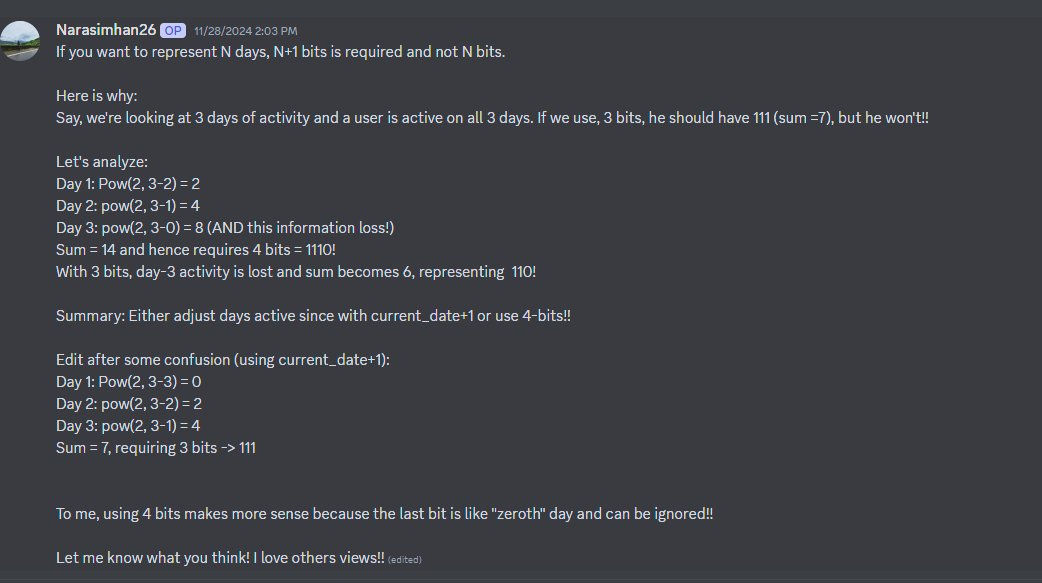 Narasimhan26 OP 11/28/2024 2:03 PM
If you want to represent N days, N+1 bits is required and not N bits.
Here is why:
Say, we're looking at 3 days of activity and a user is active on all 3 days. If we use, 3 bits, he should have 111 (sum =7), but he won't!!
Let's analyze:
Day 1: Pow(2, 3-2) = 2
Day 2: pow(2, 3-1) = 4
Day 3: pow(2, 3-0) = 8 (AND this information loss!)
Sum = 14 and hence requires 4 bits = 1110!
With 3 bits, day-3 activity is lost and sum becomes 6, representing 110!
Summary: Either adjust days active since with current_date+1 or use 4-bits!!
Edit after some confusion (using current_date+1):
Day 1: Pow(2, 3-3) = 0
Day 2: pow(2, 3-2) = 2
Day 3: pow(2, 3-1) = 4
Sum = 7, requiring 3 bits -> 111
To me, using 4 bits makes more sense because the last bit is like "zeroth" day and can be ignored!!
Let me know what you think! I love others views!! (edited)